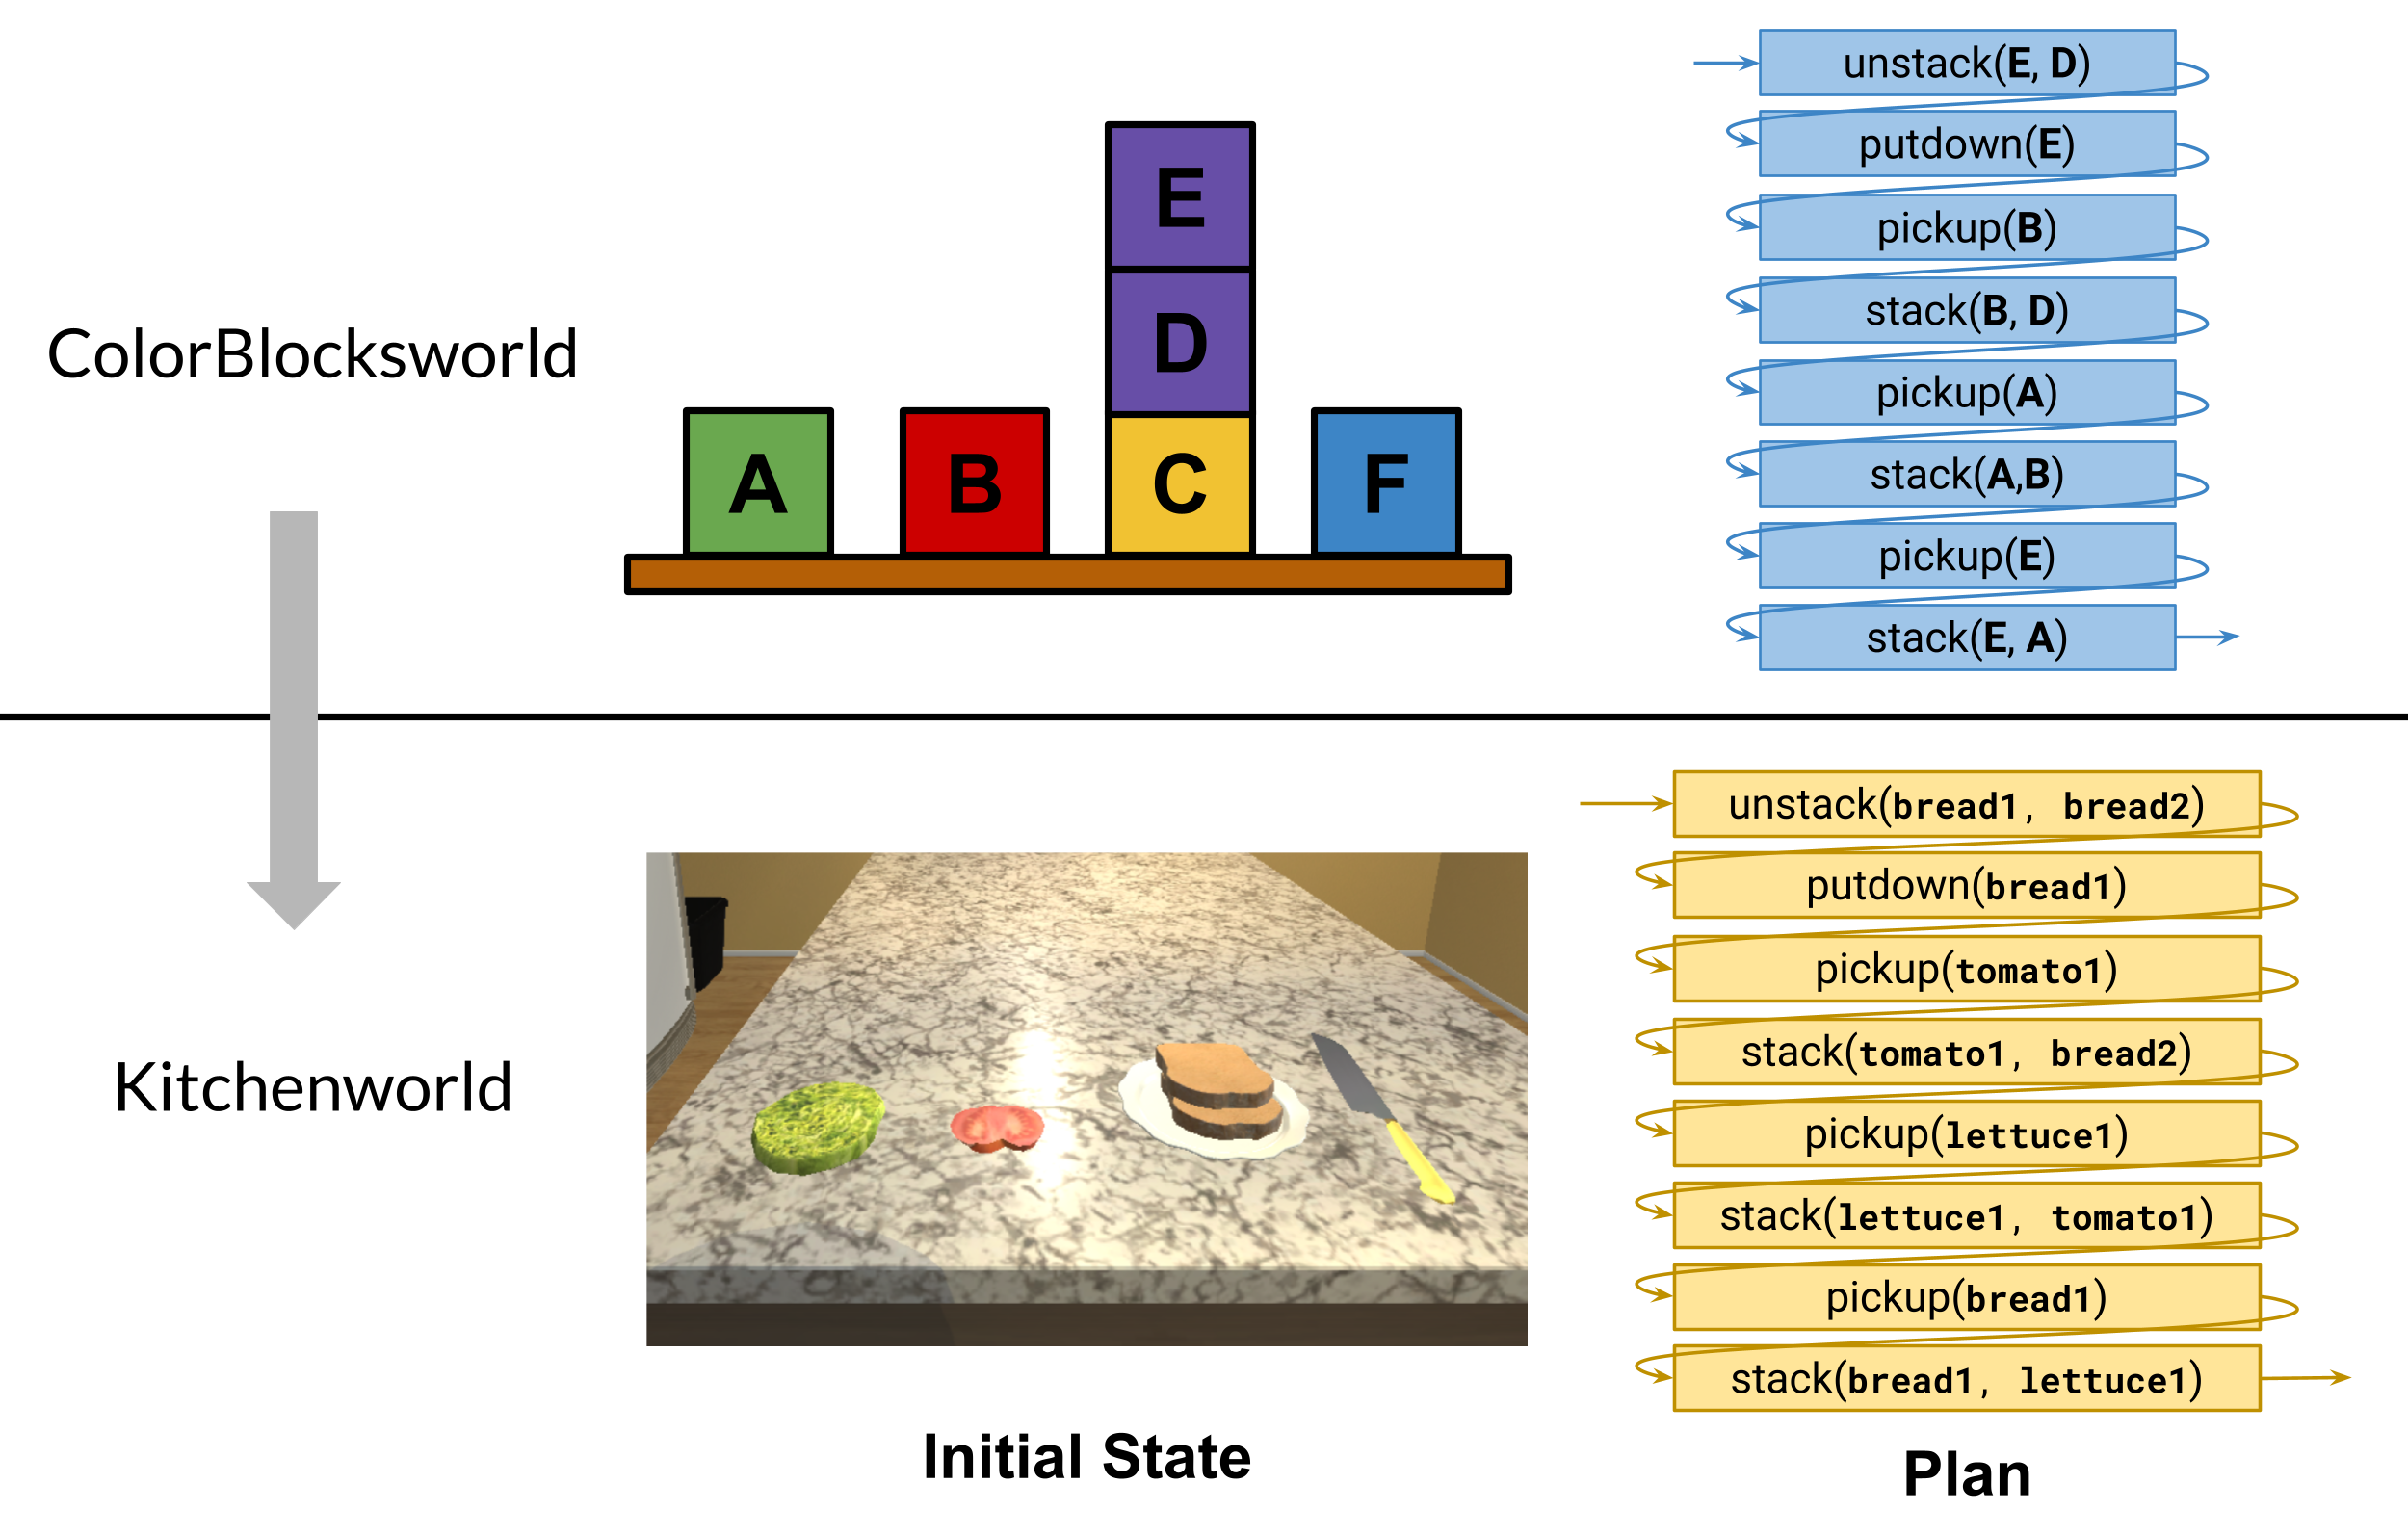 ColorBlocksworld
E
D
A
B
C
F
unstack(E, D)
putdown(E)
pickup(B)
stack(B, D)
pickup(A)
stack(A,B)
pickup(E)
stack(E, A)
Kitchenworld
Initial State
unstack(bread1, bread2)
putdown(bread1)
pickup(tomato1)
stack(tomato1, bread2)
pickup(lettuce1)
stack(lettuce1, tomato1)
pickup(bread1)
stack(bread1, lettuce1)
Plan